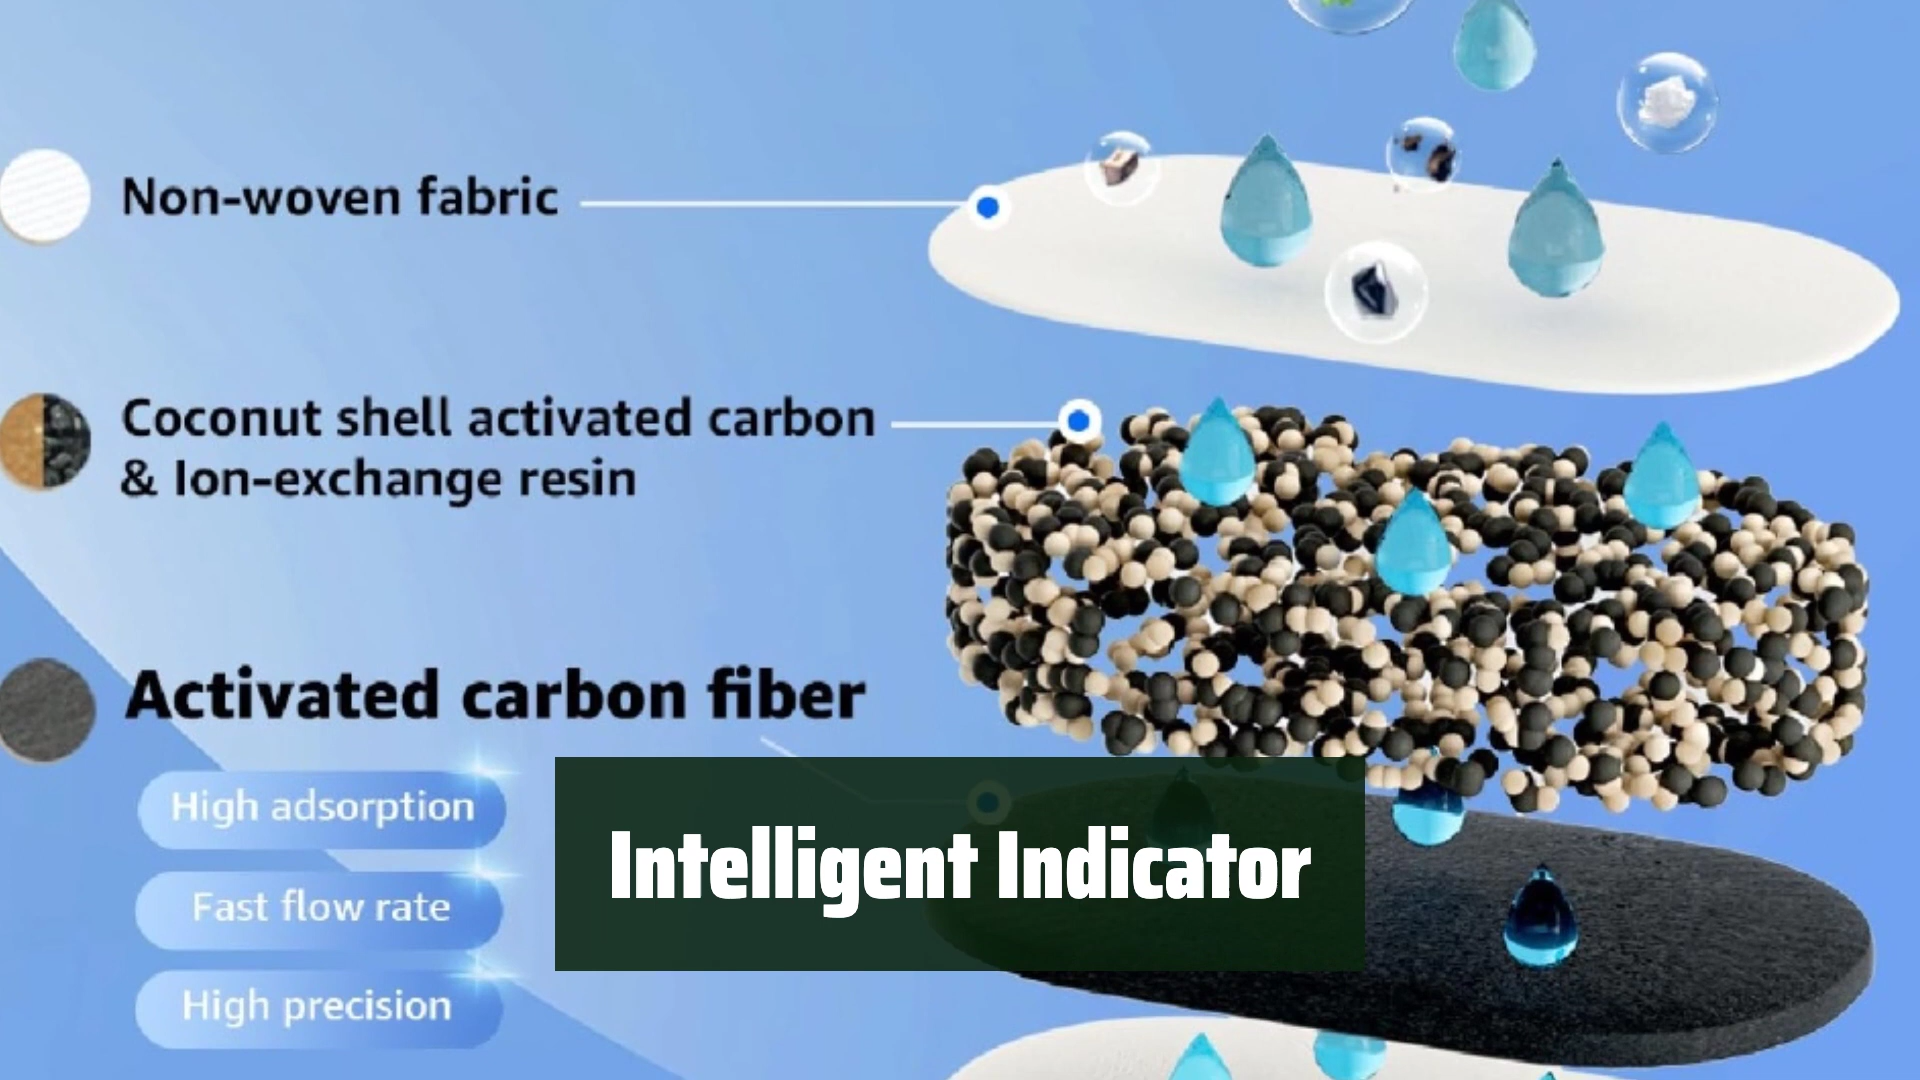 Non-woven fabric
Coconut shell activated carbon
& Ion-exchange resin
Activated carbon fiber
High adsorption
Fast flow rate
High precision
Intelligent Indicator